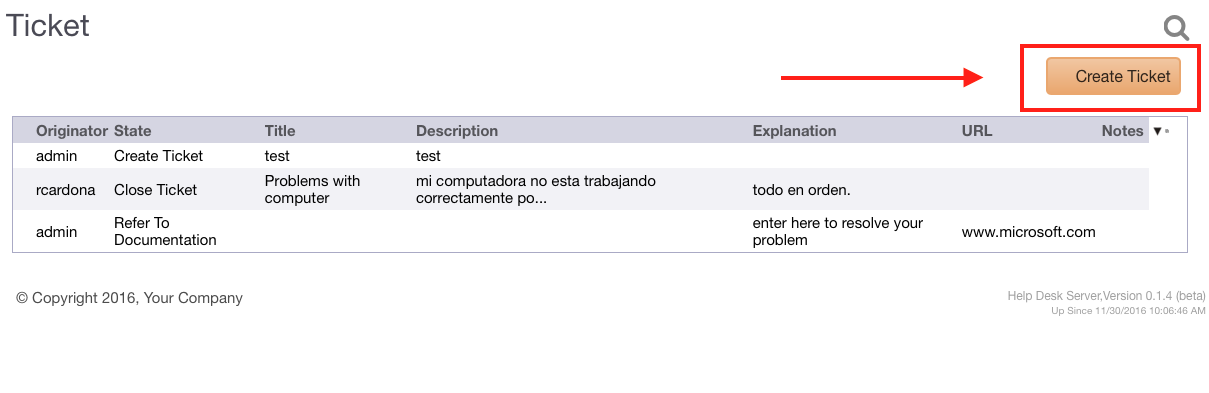 Ticket
Create Ticket
Originator State Title Description Explanation URL Notes
admin Create Ticket test test
rcardona Close Ticket Problems with computer mi computadora no esta trabajando correctamente po... todo en orden.
admin Refer To Documentation enter here to resolve your problem www.microsoft.com
© Copyright 2016, Your Company
Help Desk Server,Version 0.1.4 (beta)
Up Since 11/30/2016 10:06:46 AM